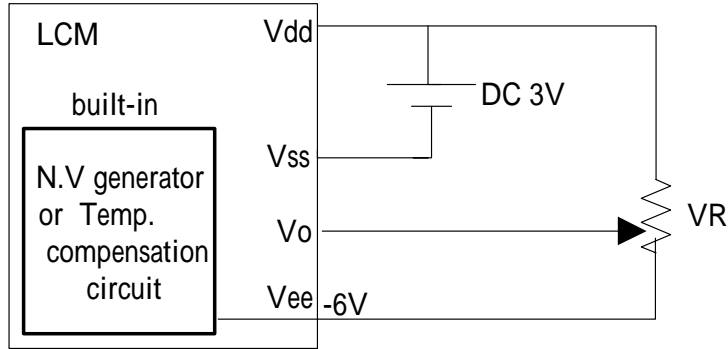 LCM
Vdd
DC 3V
built-in
Vss
N.V generator
or Temp.
compensation
circuit
Vo
VR
Vee
-6V